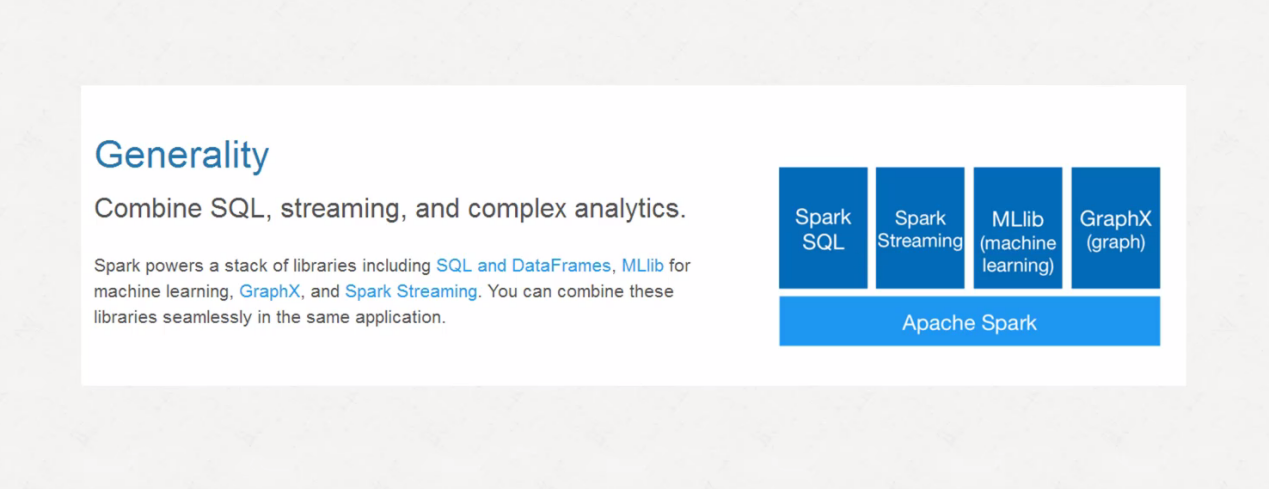 Generality
Combine SQL, streaming, and complex analytics.
Spark powers a stack of libraries including SQL and DataFrames, MLlib for
machine learning, GraphX, and Spark Streaming. You can combine these
libraries seamlessly in the same application.
Spark
SQL
Spark
Streaming
MLlib
(machine
learning)
GraphX
(graph)
Apache Spark